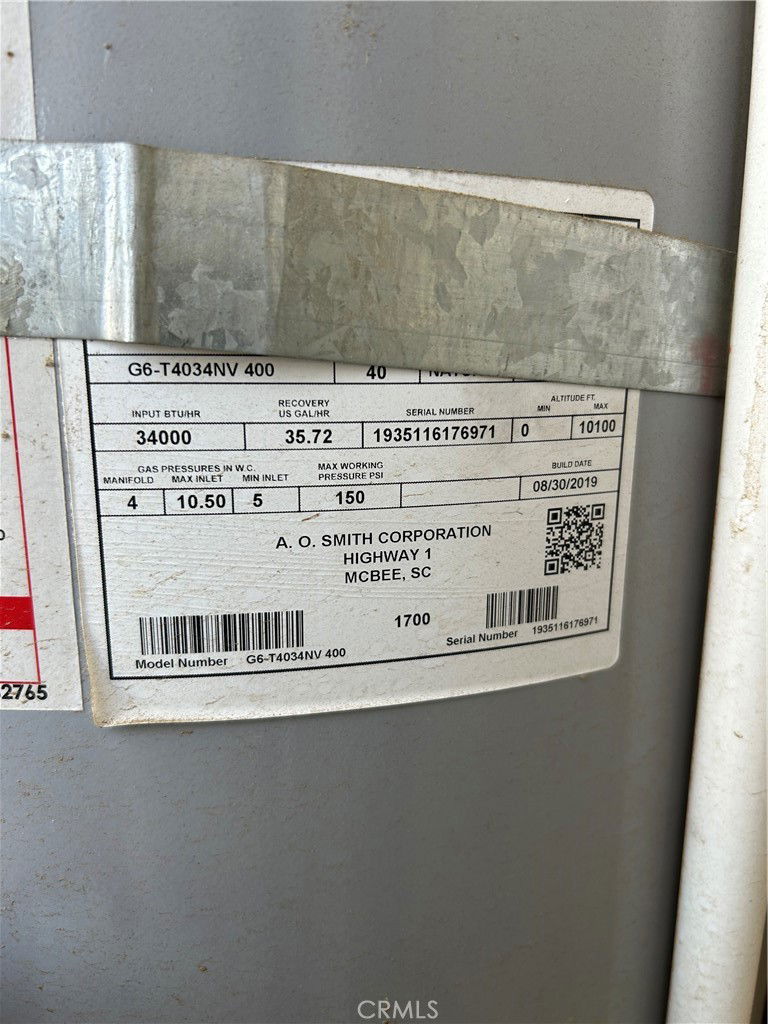 G6-T4034NV 400 40
INPUT BTU/HR RECOVERY US GAL/HR SERIAL NUMBER ALTITUDE FT. MIN MAX
34000 35.72 1935116176971 0 10100
GAS PRESSURES IN W.C. MAX WORKING PRESSURE PSI BUILD DATE
MANIFOLD MAX INLET MIN INLET
4 10.50 5 150 08/30/2019
A. O. SMITH CORPORATION
HIGHWAY 1
MCBEE, SC
1700
Model Number G6-T4034NV 400
Serial Number 1935116176971
2765
CRMLS